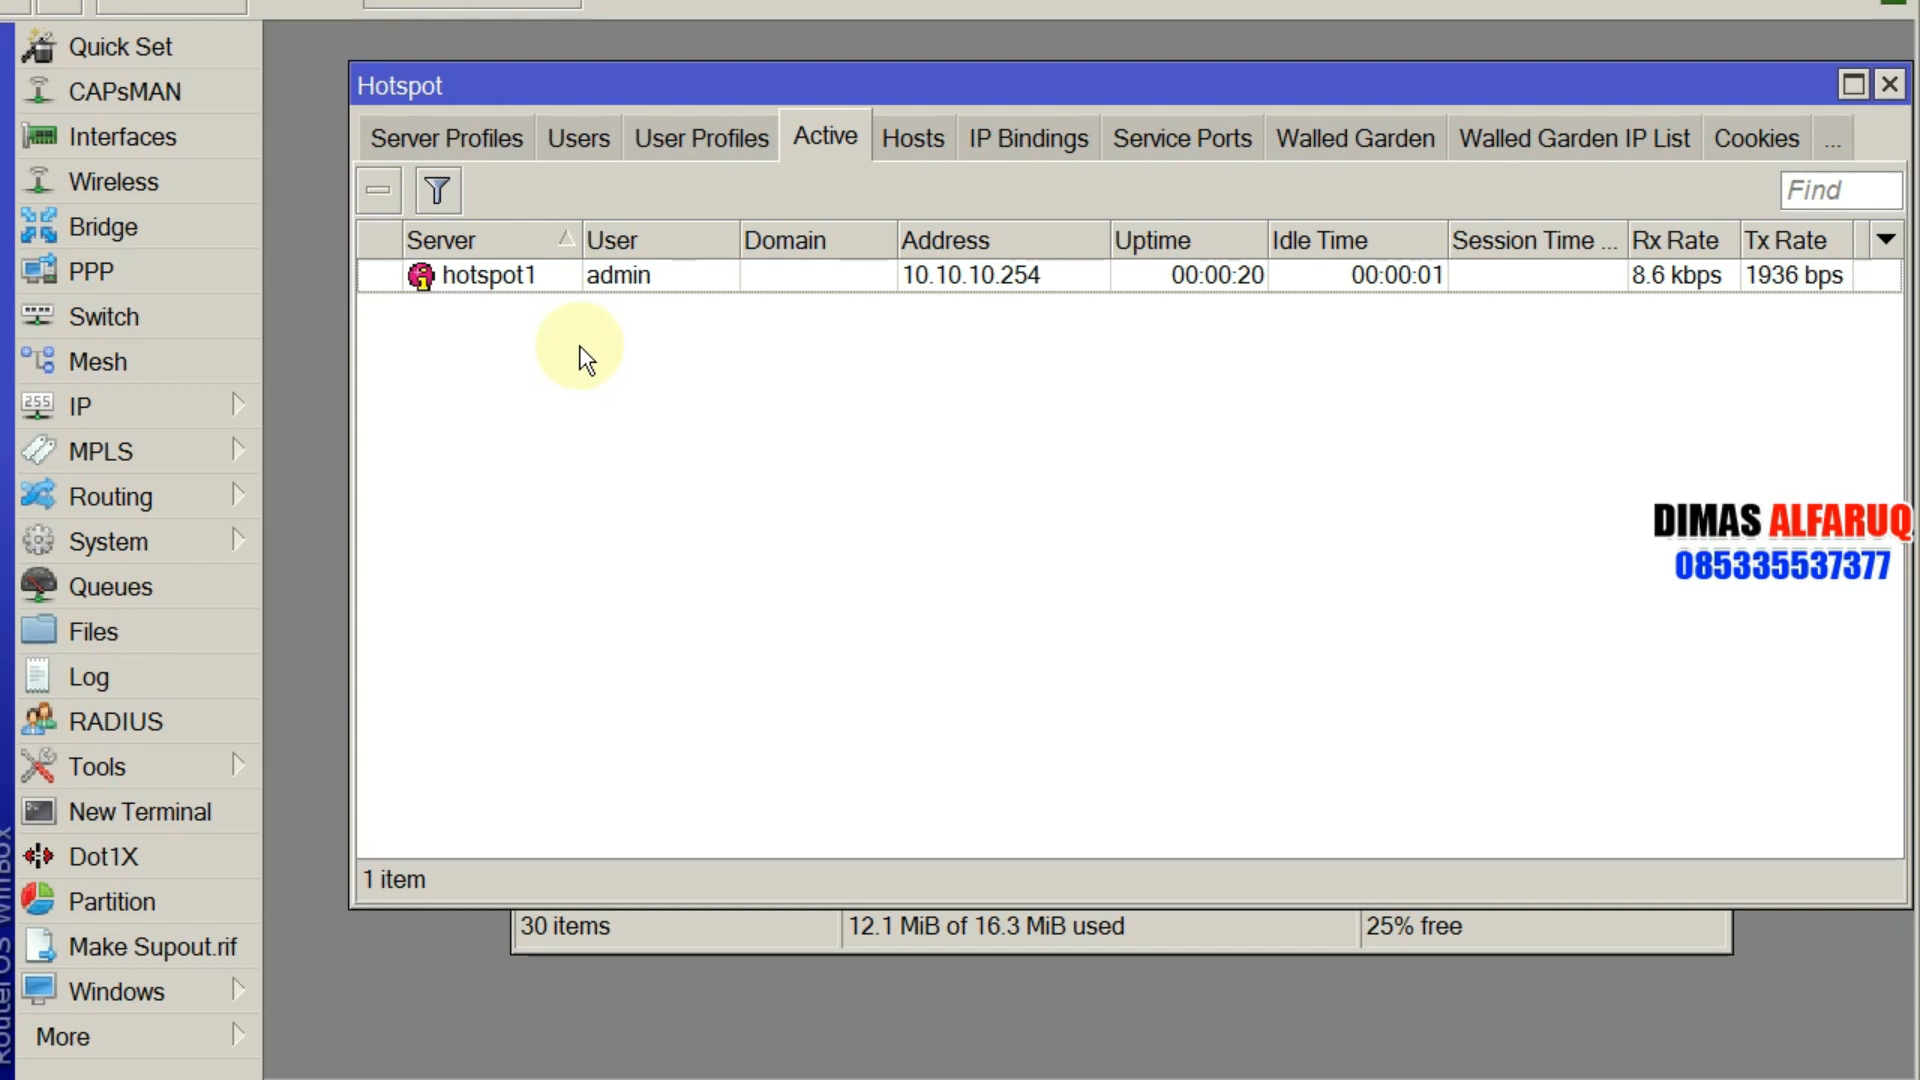 Quick Set
CAPsMAN
Interfaces
Wireless
Bridge
PPP
Switch
Mesh
255
IP
MPLS
Routing
System
Queues
Files
Log
RADIUS
Tools
New Terminal
Dot1X
Partition
Make Supout.rif
Windows
More
RouterOS WinBox
Hotspot
Server Profiles Users User Profiles Active Hosts IP Bindings Service Ports Walled Garden Walled Garden IP List Cookies ...
Find
Server User Domain Address Uptime Idle Time Session Time ... Rx Rate Tx Rate
hotspot1 admin 10.10.10.254 00:00:20 00:00:01 8.6 kbps 1936 bps
DIMAS ALFARUQ
085335537377
1 item
30 items 12.1 MiB of 16.3 MiB used 25% free